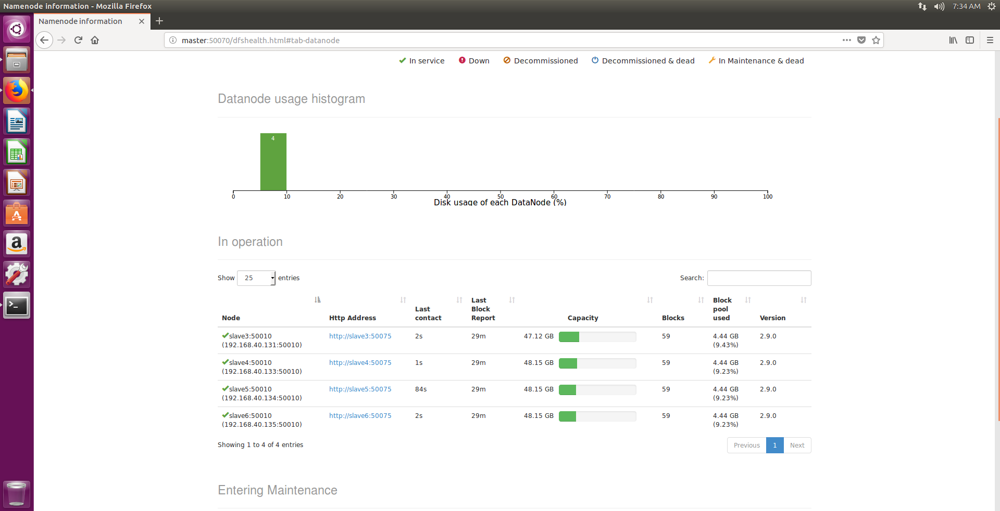 Namenode information - Mozilla Firefox
7:34 AM
Namenode information
master:50070/dfshealth.html#tab-datanode
In service Down Decommissioned Decommissioned & dead In Maintenance & dead
Datanode usage histogram
4
0 10 20 30 40 50 60 70 80 90 100
Disk usage of each DataNode (%)
In operation
Show 25 entries Search:
Node Http Address Last contact Last Block Report Capacity Blocks Block pool used Version
slave3:50010 http://slave3:50075 2s 29m 47.12 GB 59 4.44 GB 2.9.0
(192.168.40.131:50010) (9.43%)
slave4:50010 http://slave4:50075 1s 29m 48.15 GB 59 4.44 GB 2.9.0
(192.168.40.133:50010) (9.23%)
slave5:50010 http://slave5:50075 84s 29m 48.15 GB 59 4.44 GB 2.9.0
(192.168.40.134:50010) (9.23%)
slave6:50010 http://slave6:50075 2s 29m 48.15 GB 59 4.44 GB 2.9.0
(192.168.40.135:50010) (9.23%)
Showing 1 to 4 of 4 entries Previous 1 Next
Entering Maintenance